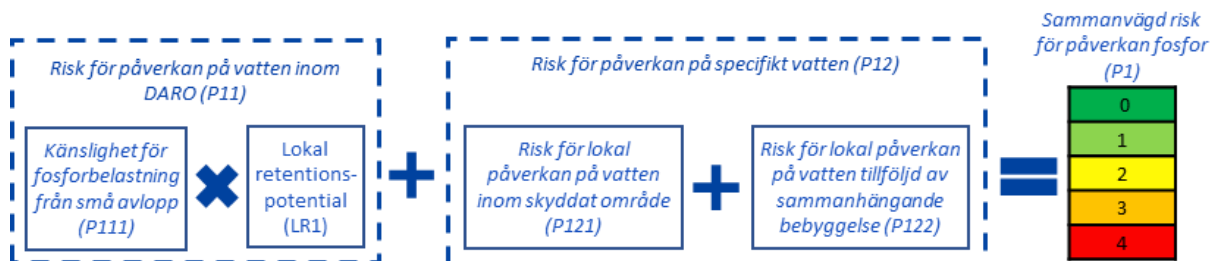 Risk för påverkan på vatten inom
DARO (P11)
Känslighet för
fosforbelastning
från små avlopp
(P111)
Lokal
retentions-
potential
(LR1)
Risk för påverkan på specifikt vatten (P12)
Risk för lokal
påverkan på vatten
inom skyddat område
(P121)
Risk för lokal påverkan
på vatten tillföljd av
sammanhängande
bebyggelse (P122)
Sammanvägd risk
för påverkan fosfor
(P1)
0
1
2
3
4